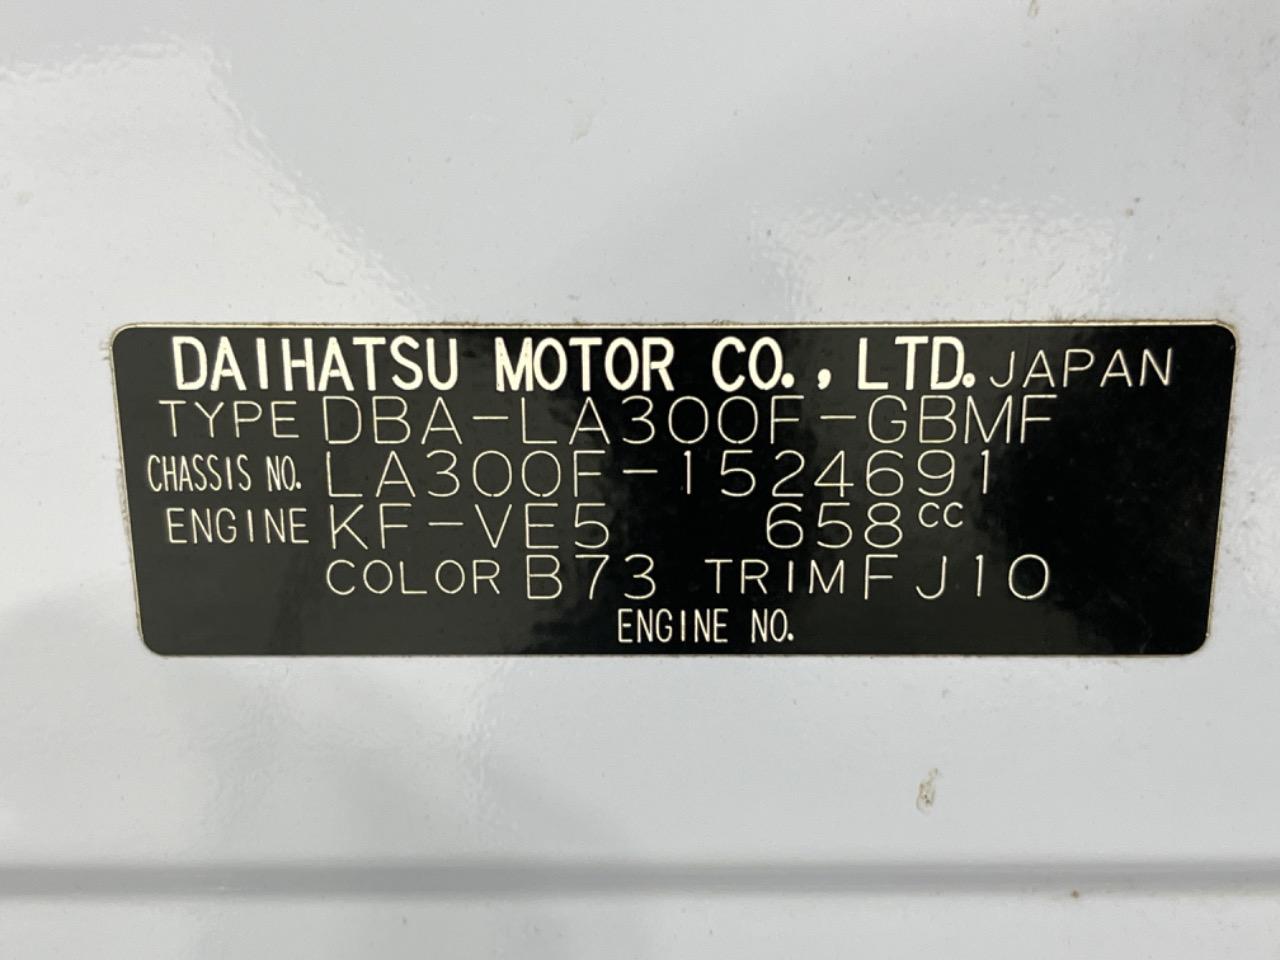 DAIHATSU MOTOR CO., LTD. JAPAN
TYPE DBA-LA300F-GBMF
CHASSIS NO. LA300F-1524691
ENGINE KF-VE5 658cc
COLOR B73 TRIM FJ10
ENGINE NO.